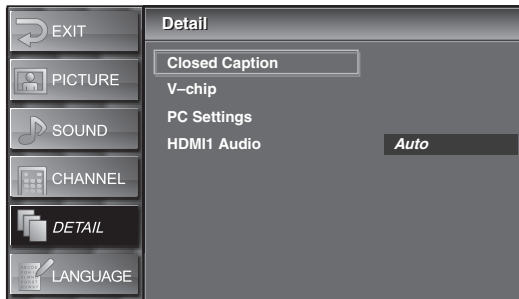 EXIT
PICTURE
SOUND
CHANNEL
DETAIL
LANGUAGE
Detail
Closed Caption
V–chip
PC Settings
HDMI1 Audio Auto